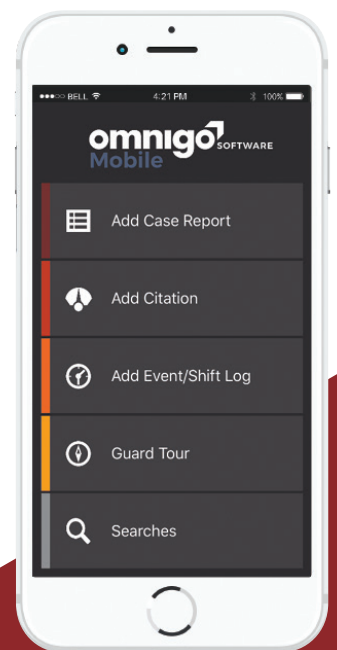 BELL 4:21 PM 100%
omnigo SOFTWARE
Mobile
Add Case Report
Add Citation
Add Event/Shift Log
Guard Tour
Searches